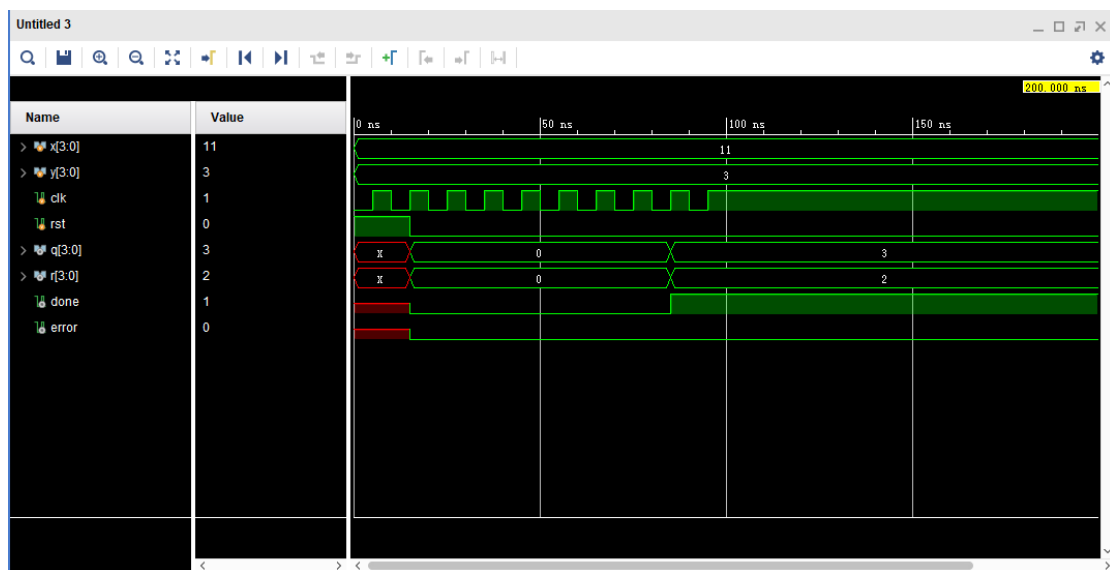 Untitled 3
200.000 ns
Name Value
0 ns 50 ns 100 ns 150 ns
x[3:0] 11 11
y[3:0] 3 3
clk 1
rst 0
q[3:0] 3 X 0 3
r[3:0] 2 X 0 2
done 1
error 0